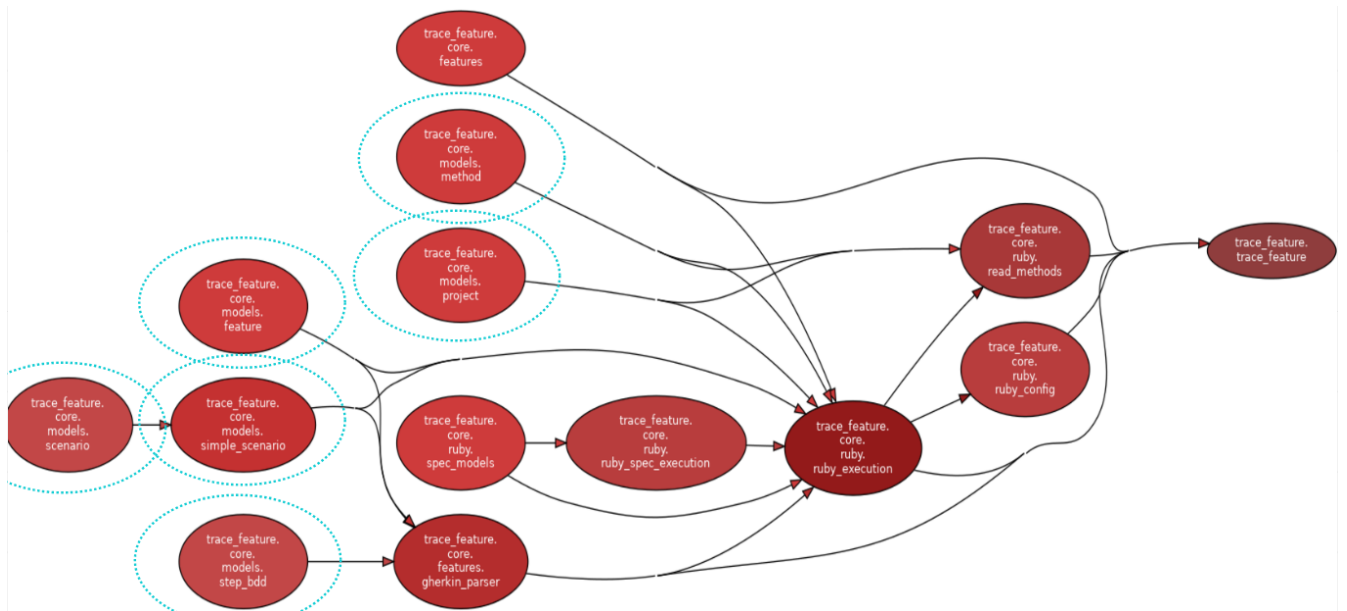 trace_feature.
core.
features
trace_feature.
core.
models.
method
trace_feature.
core.
models.
project
trace_feature.
core.
models.
feature
trace_feature.
core.
models.
scenario
trace_feature.
core.
models.
simple_scenario
trace_feature.
core.
models.
step_bdd
trace_feature.
core.
ruby.
spec_models
trace_feature.
core.
features.
gherkin_parser
trace_feature.
core.
ruby.
ruby_spec_execution
trace_feature.
core.
ruby.
ruby_execution
trace_feature.
core.
ruby.
read_methods
trace_feature.
core.
ruby.
ruby_config
trace_feature.
trace_feature